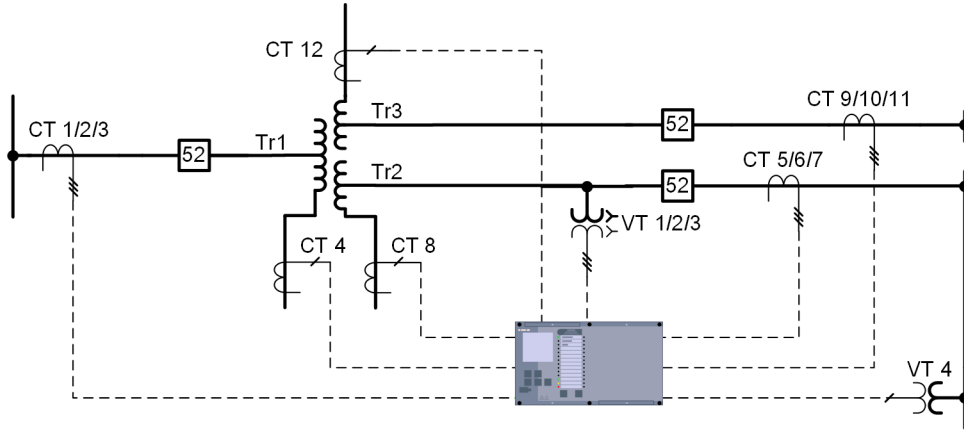 CT 12
CT 9/10/11
Tr3
52
CT 1/2/3
52
Tr1
CT 5/6/7
Tr2
52
VT 1/2/3
CT 4
CT 8
VT 4